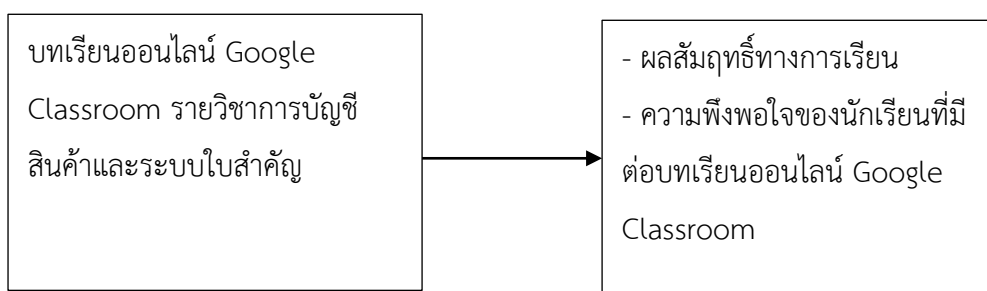 บทเรียนออนไลน์ Google
Classroom รายวิชาการบัญชี
สินค้าและระบบใบสำคัญ
- ผลสัมฤทธิ์ทางการเรียน
- ความพึงพอใจของนักเรียนที่มี
ต่อบทเรียนออนไลน์ Google
Classroom